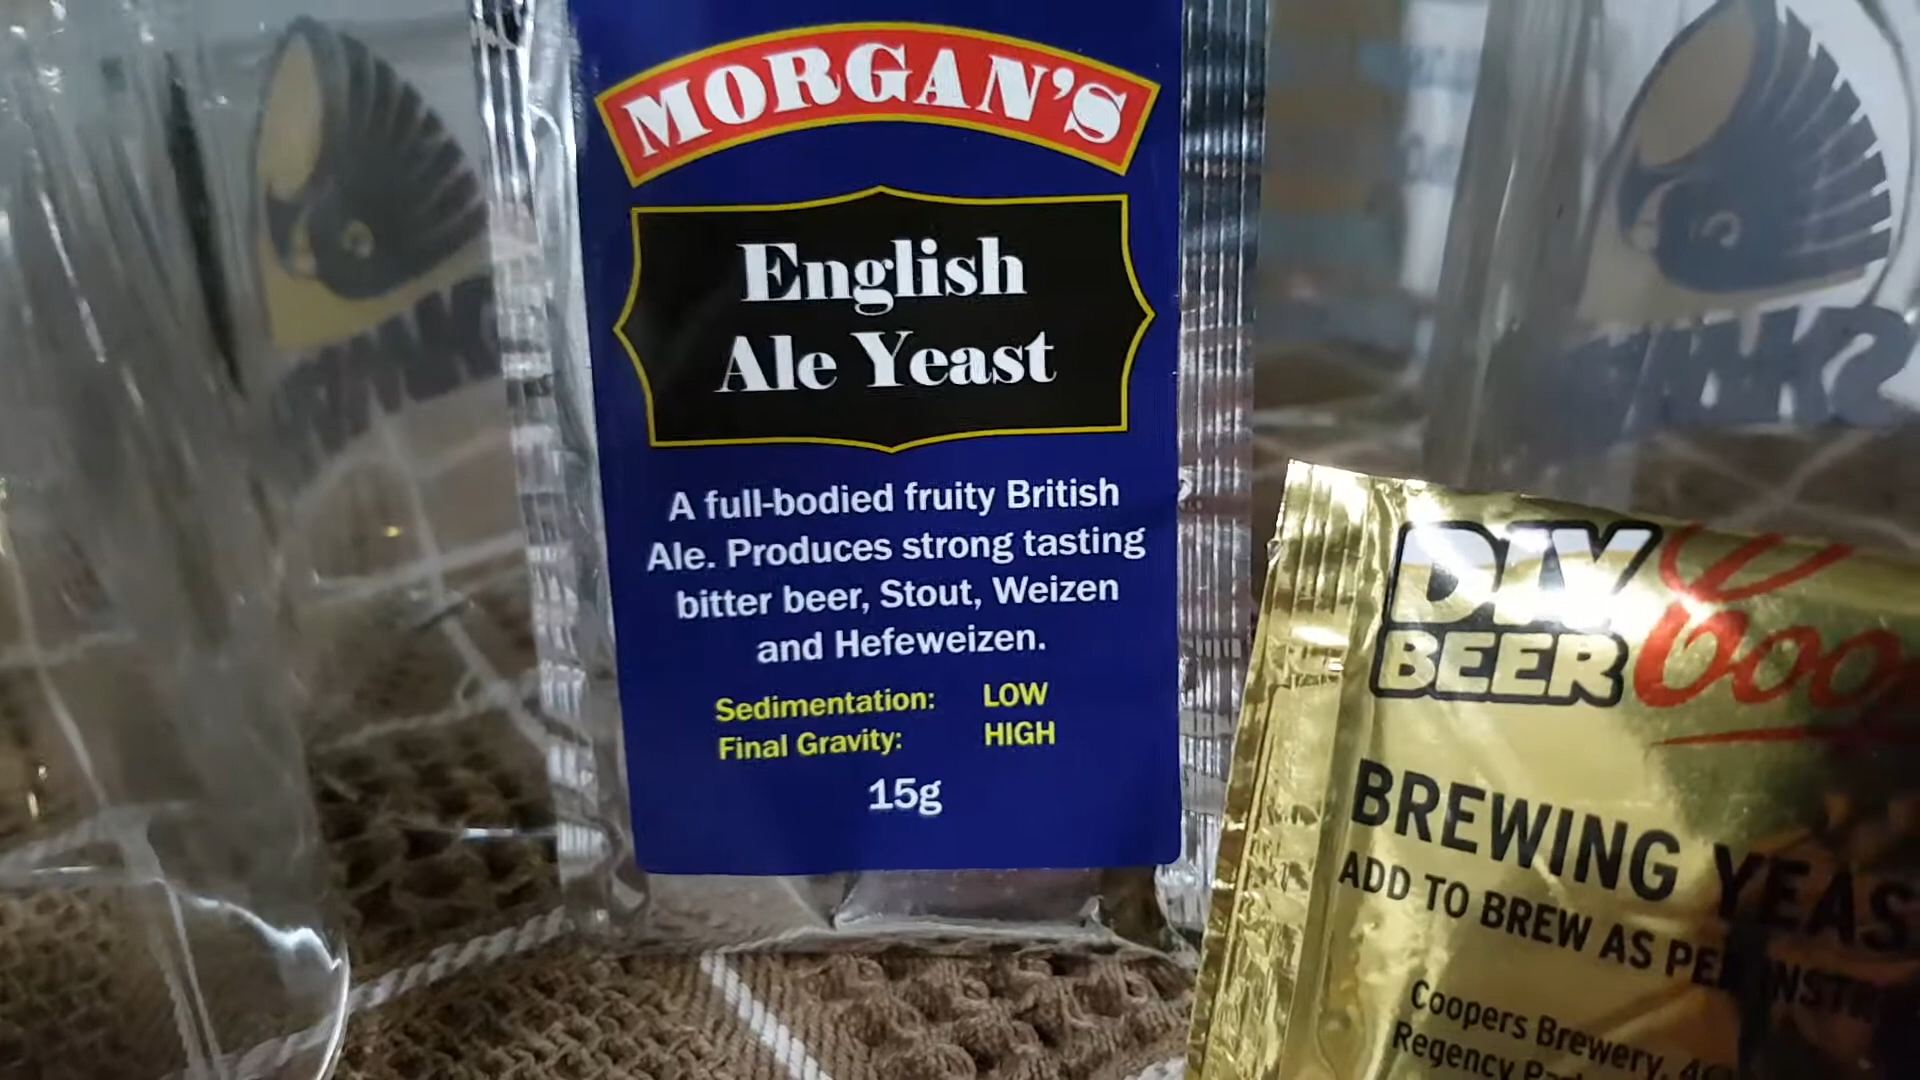 MORGAN'S
English
Ale Yeast
A full-bodied fruity British
Ale. Produces strong tasting
bitter beer, Stout, Weizen
and Hefeweizen.
Sedimentation: LOW
Final Gravity: HIGH
15g
DIY
BEER
BREWING
ADD TO BREW AS
Coopers Brewery,
Regency